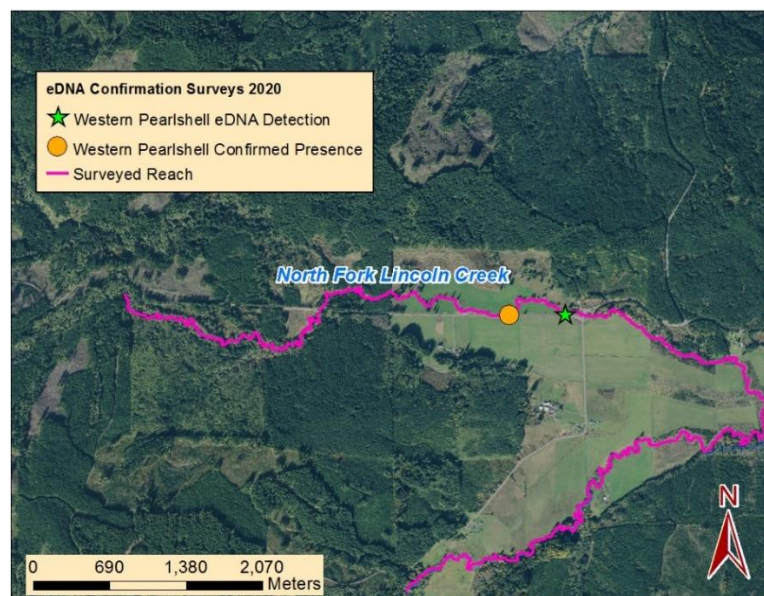 eDNA Confirmation Surveys 2020
Western Pearlshell eDNA Detection
Western Pearlshell Confirmed Presence
Surveyed Reach
North Fork Lincoln Creek
N
0 690 1,380 2,070
Meters